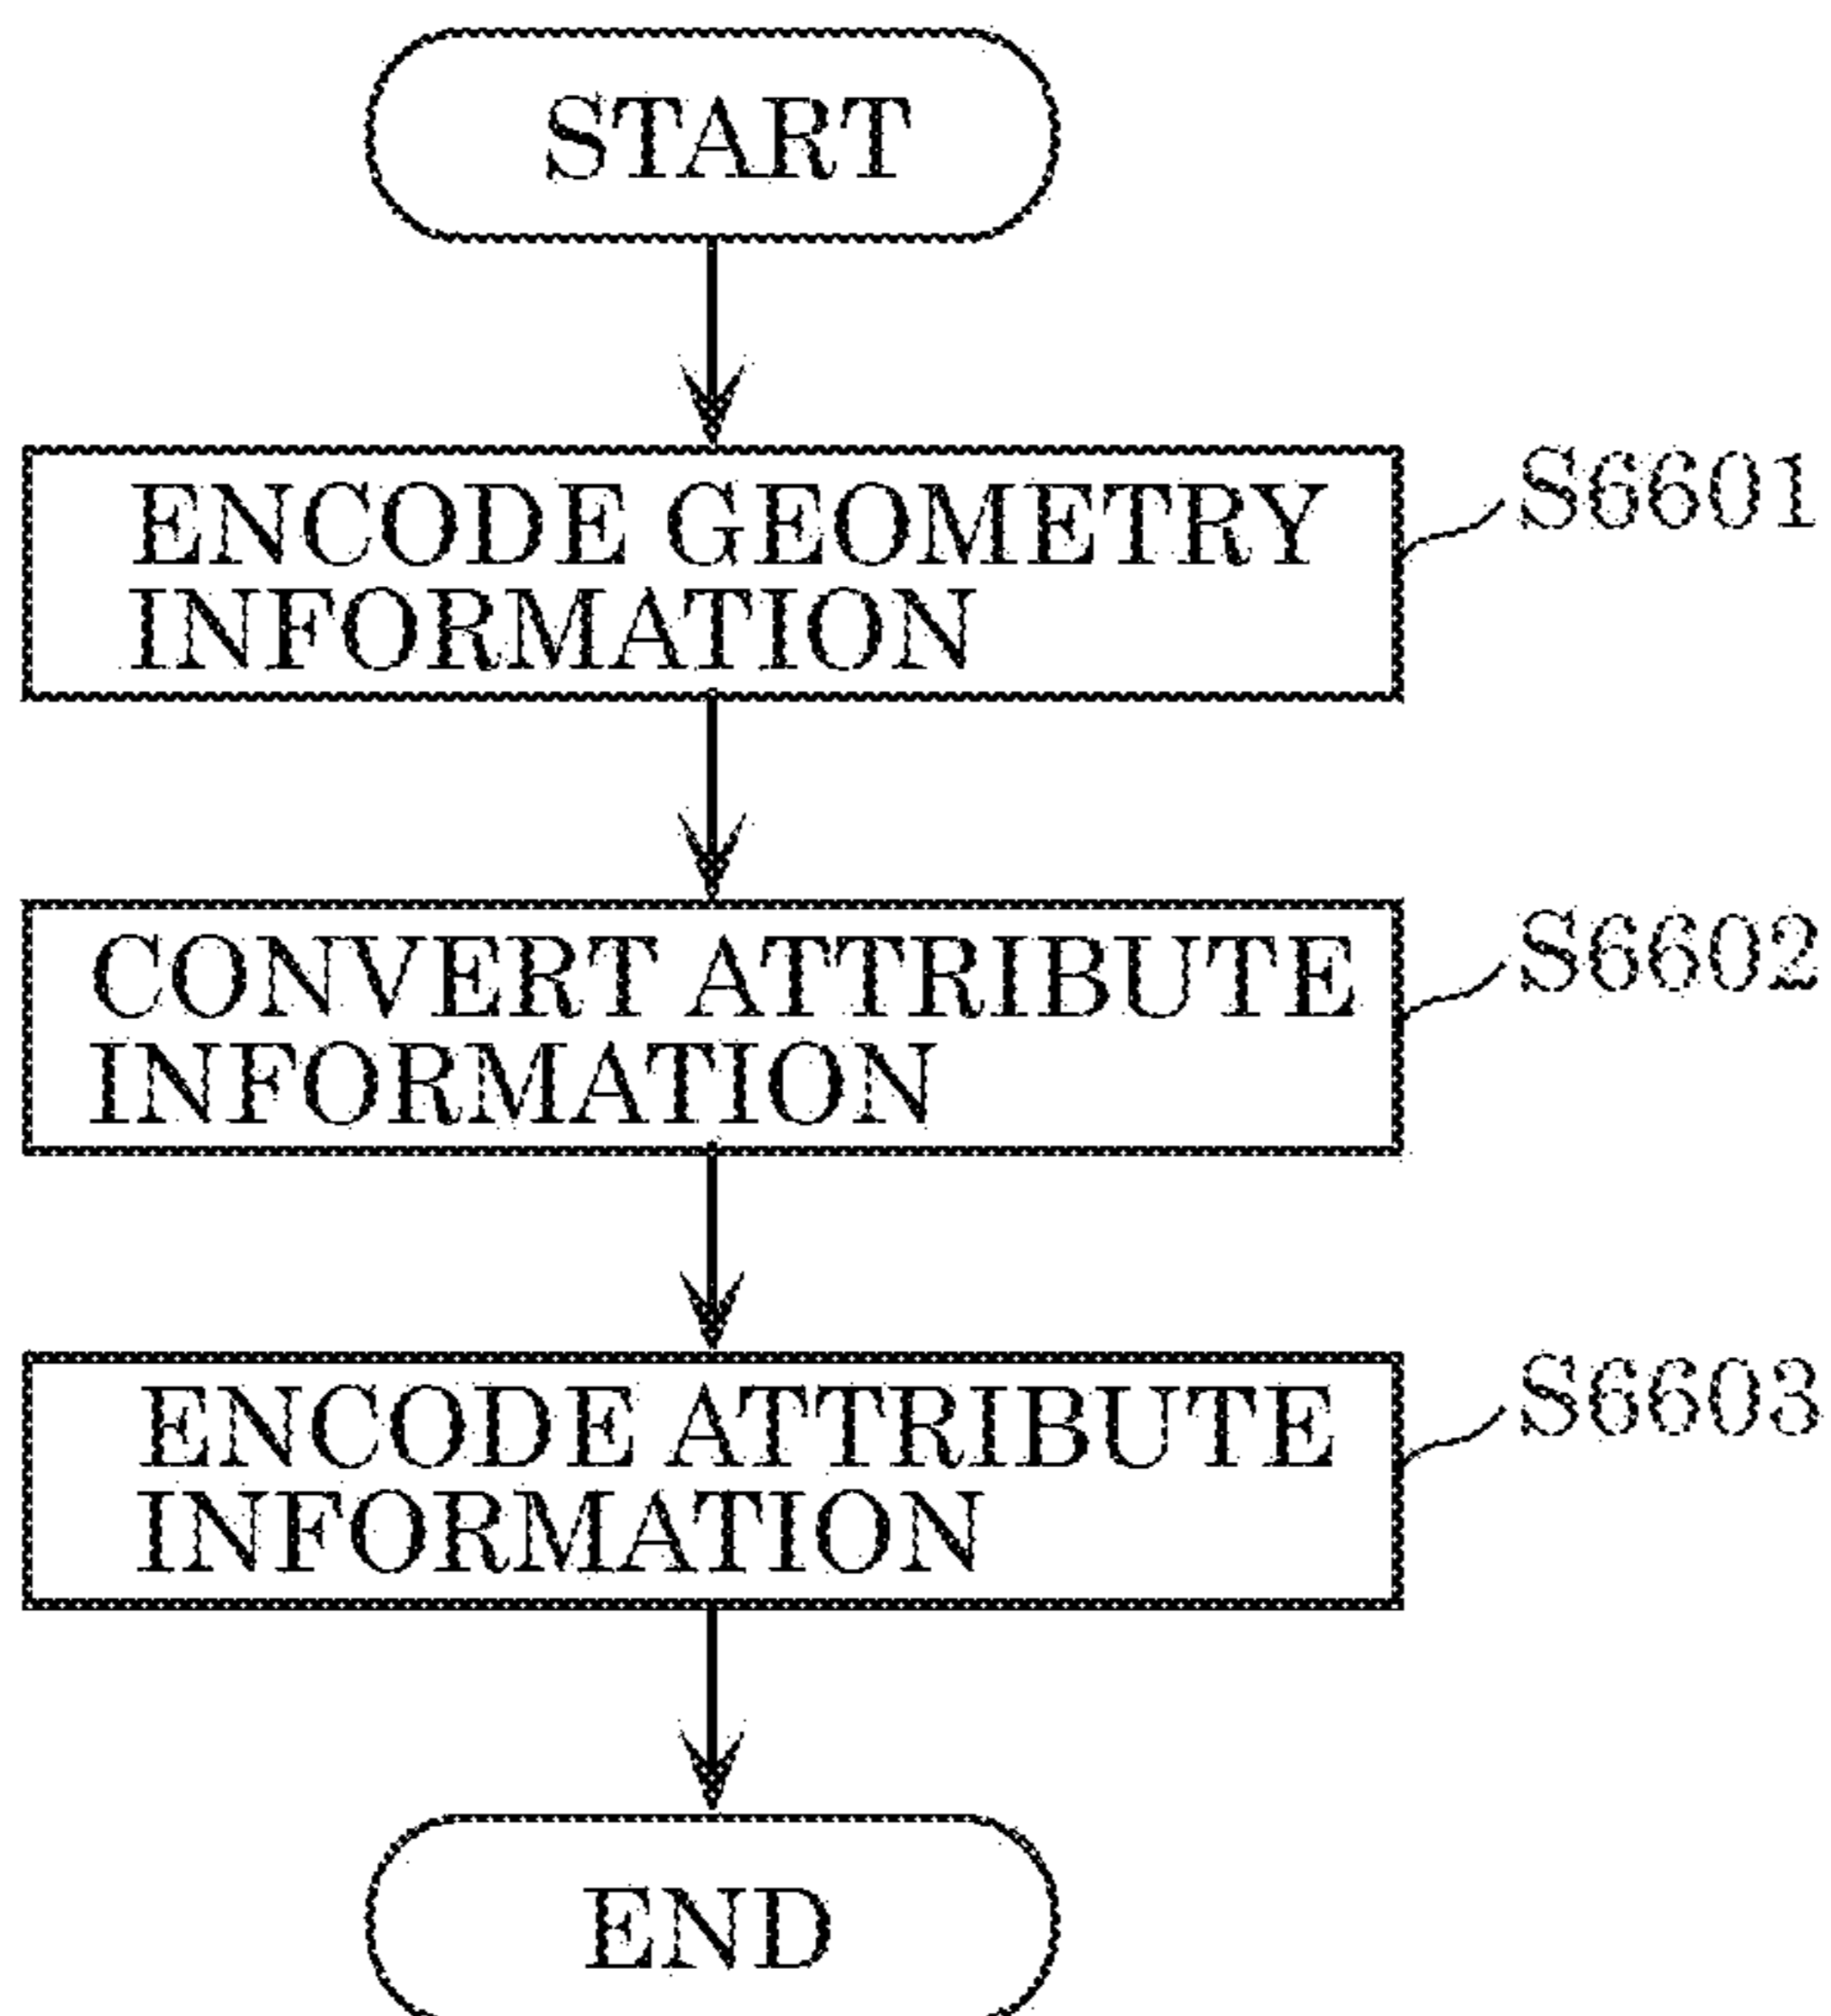 START
ENCODE GEOMETRY
INFORMATION
S6601
CONVERT ATTRIBUTE
INFORMATION
S6602
ENCODE ATTRIBUTE
INFORMATION
S6603
END